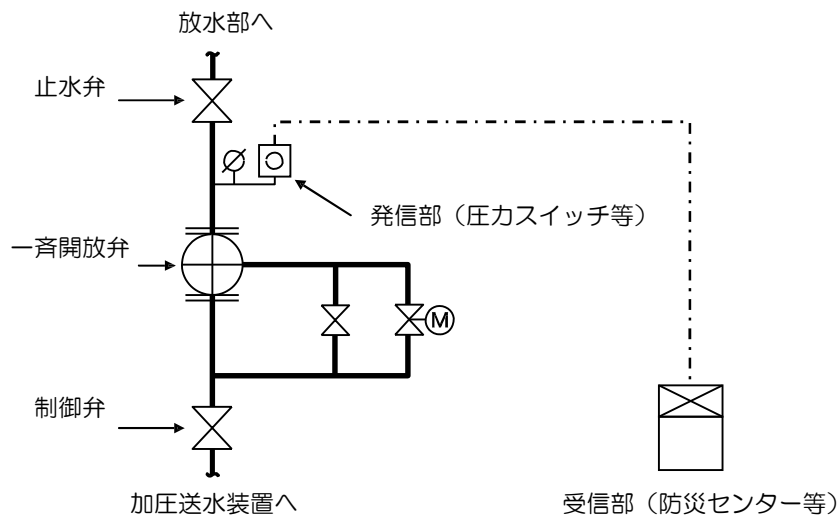 放水部へ
止水弁
発信部（圧力スイッチ等）
一斉開放弁
M
制御弁
加圧送水装置へ
受信部（防災センター等）